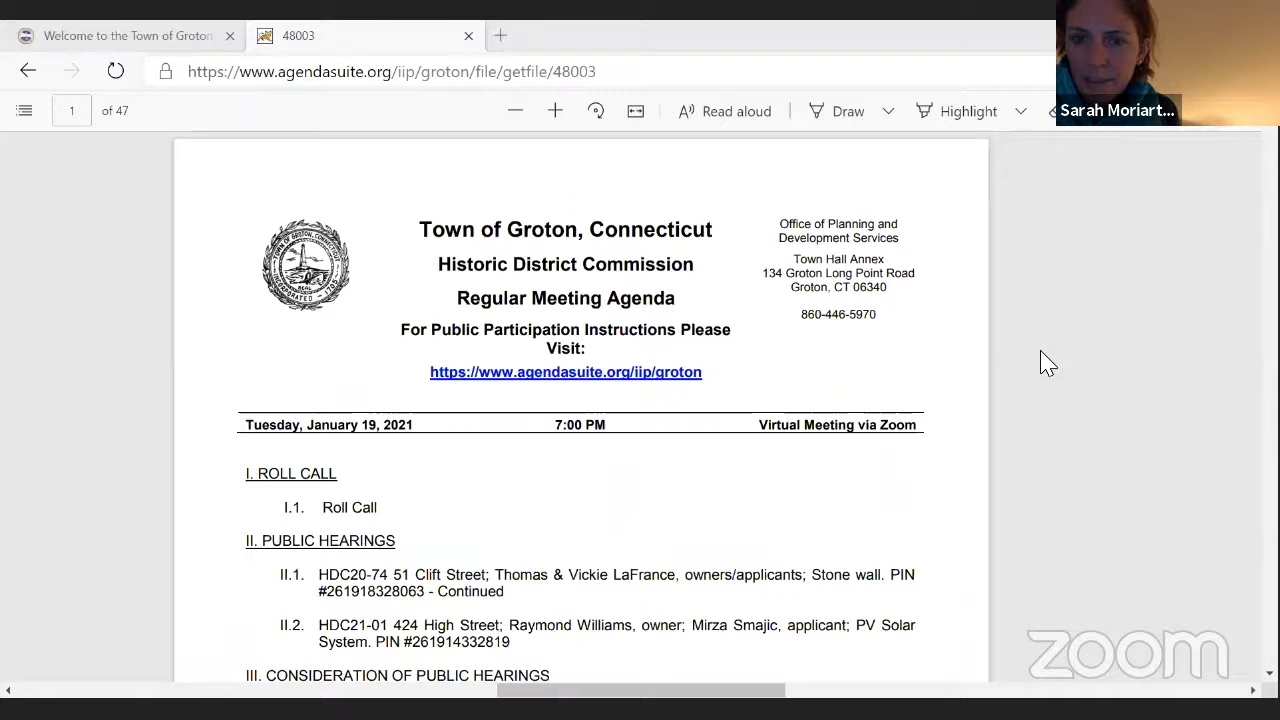 Welcome to the Town of Groton
48003
https://www.agendasuite.org/iip/groton/file/getfile/48003
1 of 47
Read aloud
Draw
Highlight
Sarah Moriart...
Town of Groton, Connecticut
Historic District Commission
Regular Meeting Agenda
For Public Participation Instructions Please
Visit:
https://www.agendasuite.org/iip/groton
Office of Planning and
Development Services
Town Hall Annex
134 Groton Long Point Road
Groton, CT 06340
860-446-5970
Tuesday, January 19, 2021 7:00 PM Virtual Meeting via Zoom
I. ROLL CALL
I.1. Roll Call
II. PUBLIC HEARINGS
II.1. HDC20-74 51 Clift Street; Thomas & Vickie LaFrance, owners/applicants; Stone wall. PIN
#261918328063 - Continued
II.2. HDC21-01 424 High Street; Raymond Williams, owner; Mirza Smajic, applicant; PV Solar
System. PIN #261914332819
III. CONSIDERATION OF PUBLIC HEARINGS
zoom